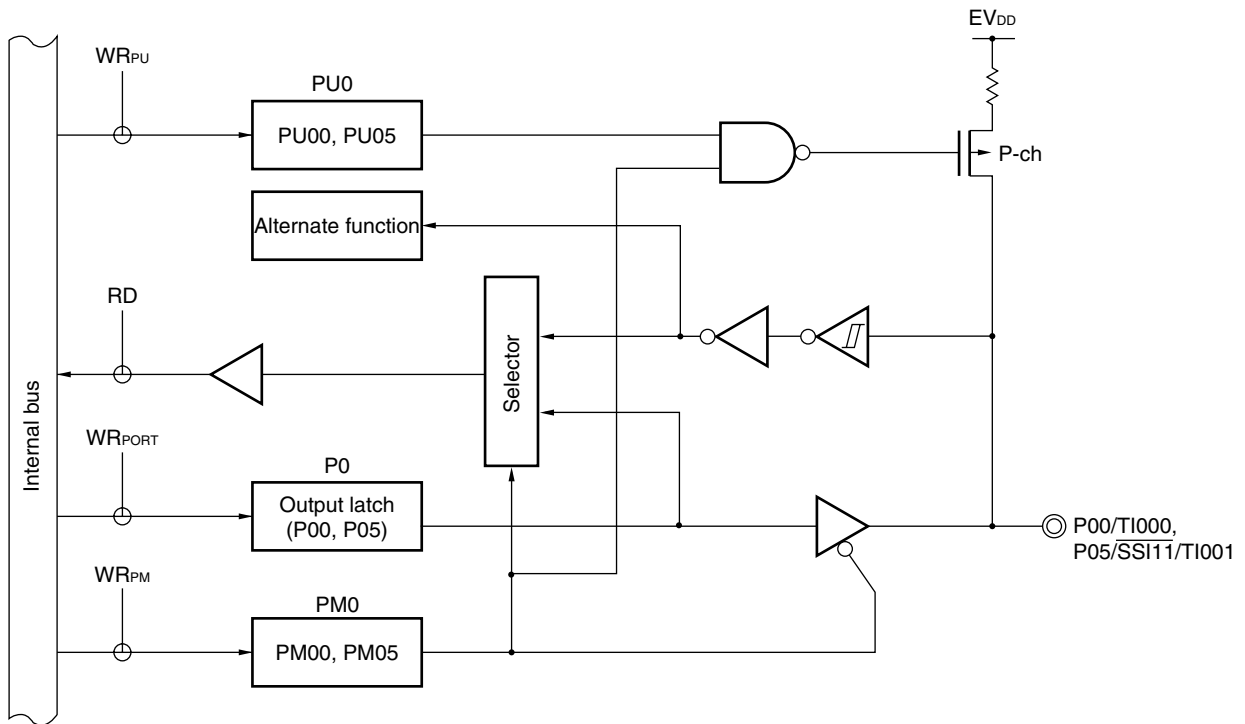 EVDD
WRPU
PU0
PU00, PU05
P-ch
Alternate function
RD
Selector
Internal bus
WRPORT
P0
Output latch
(P00, P05)
P00/TI000,
P05/SSI11/TI001
WRPM
PM0
PM00, PM05